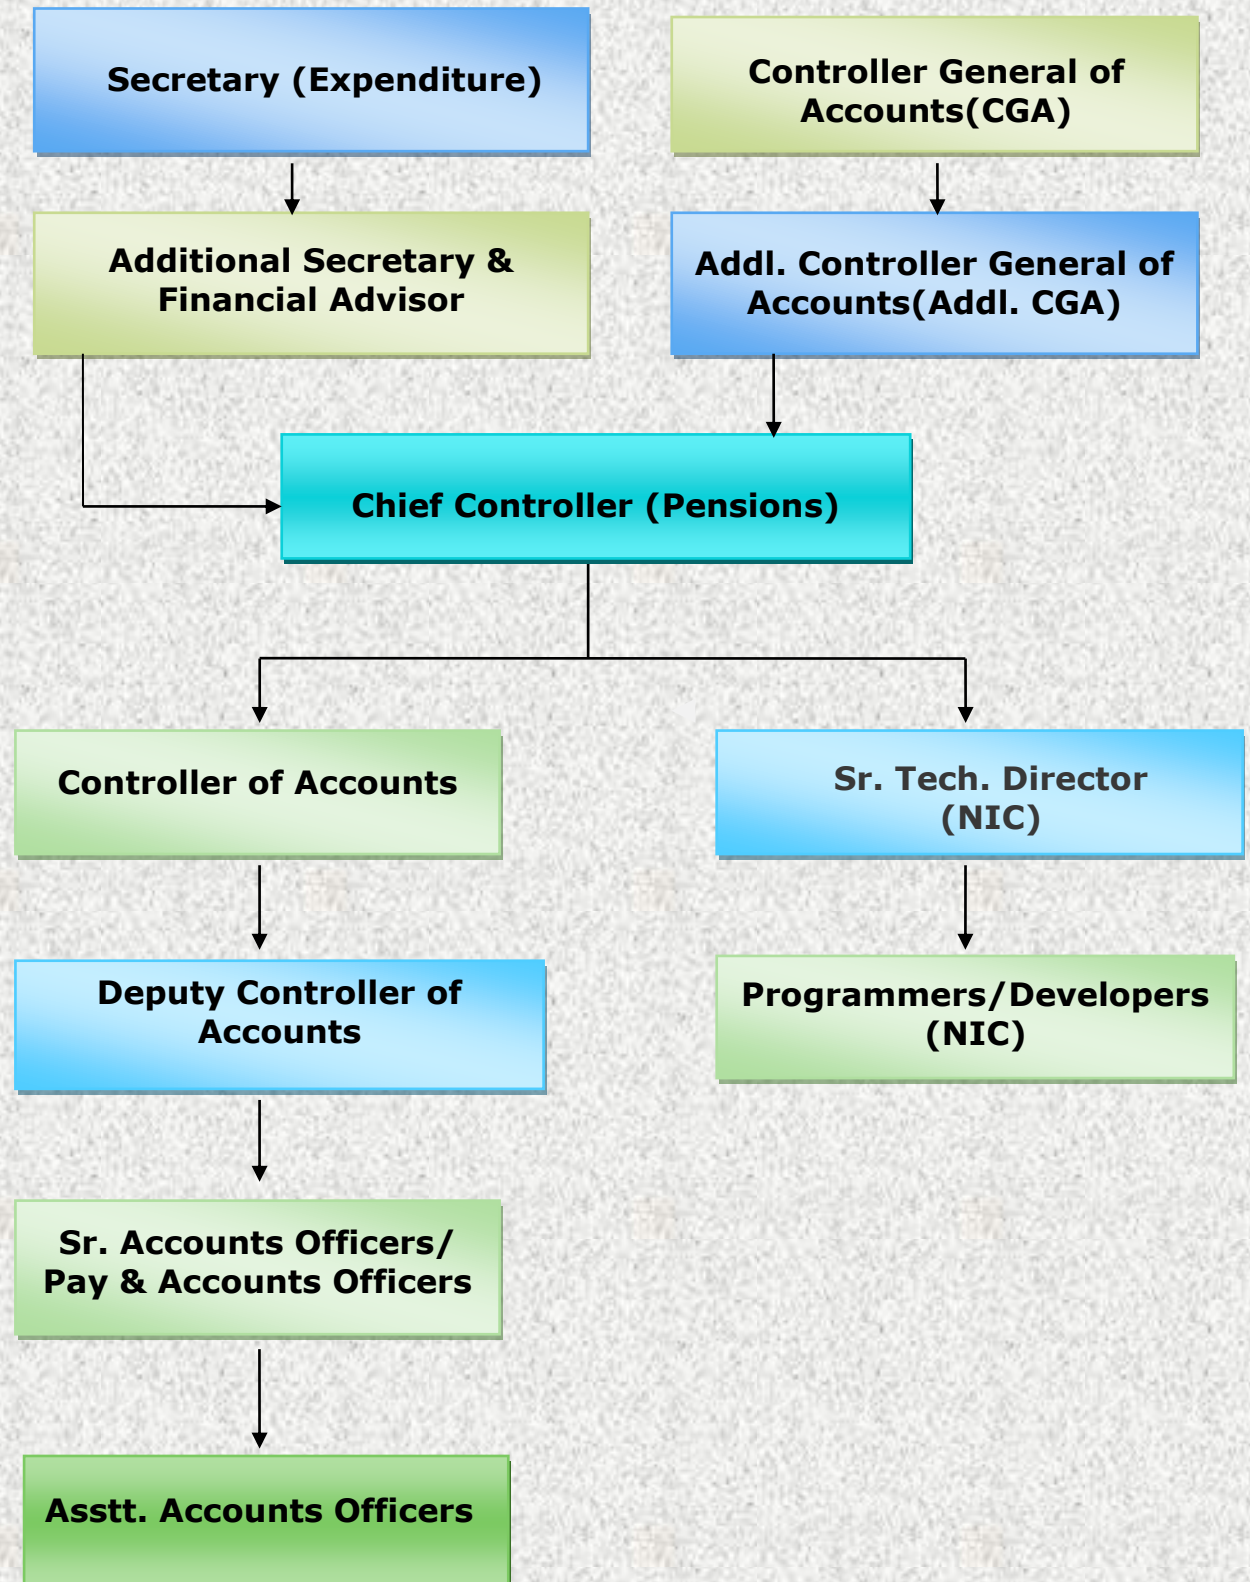 Secretary (Expenditure)
Controller General of
Accounts(CGA)
Additional Secretary &
Financial Advisor
Addl. Controller General of
Accounts(Addl. CGA)
Chief Controller (Pensions)
Controller of Accounts
Sr. Tech. Director
(NIC)
Deputy Controller of
Accounts
Programmers/Developers
(NIC)
Sr. Accounts Officers/
Pay & Accounts Officers
Asstt. Accounts Officers